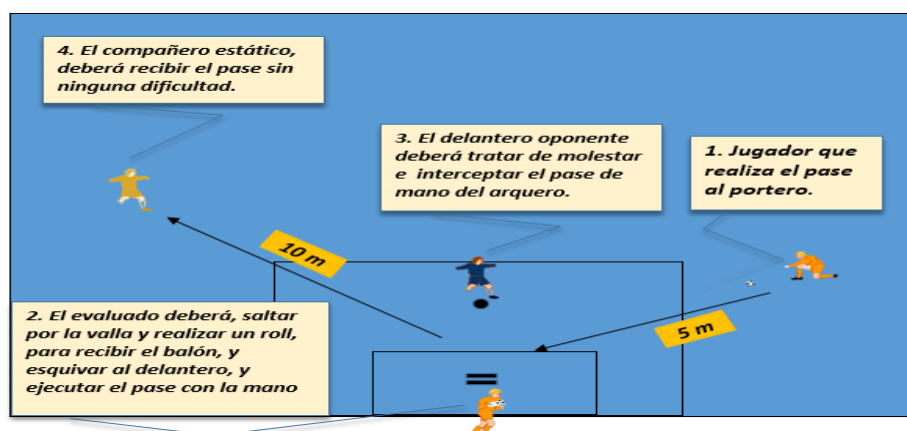 4. El compañero estático,
deberá recibir el pase sin
ninguna dificultad.
3. El delantero oponente
deberá tratar de molestar
e interceptar el pase de
mano del arquero.
1. Jugador que
realiza el pase
al portero.
10 m
2. El evaluado deberá, saltar
por la valla y realizar un roll,
para recibir el balón, y
esquivar al delantero, y
ejecutar el pase con la mano
5 m